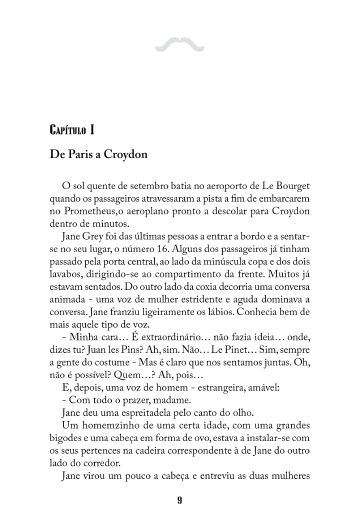 Capítulo I
De Paris a Croydon
O sol quente de setembro batia no aeroporto de Le Bourget
quando os passageiros atravessaram a pista a fim de embarcarem
no Prometheus,o aeroplano pronto a descolar para Croydon
dentro de minutos.
Jane Grey foi das últimas pessoas a entrar a bordo e a sentar-
se no seu lugar, o número 16. Alguns dos passageiros já tinham
passado pela porta central, ao lado da minúscula copa e dos dois
lavabos, dirigindo-se ao compartimento da frente. Muitos já
estavam sentados. Do outro lado da coxia decorria uma conversa
animada - uma voz de mulher estridente e aguda dominava a
conversa. Jane franziu ligeiramente os lábios. Conhecia bem de
mais aquele tipo de voz.
- Minha cara… É extraordinário… não fazia ideia… onde,
dizes tu? Juan les Pins? Ah, sim. Não… Le Pinet… Sim, sempre
a gente do costume - Mas é claro que nos sentamos juntas. Oh,
não é possível? Quem…? Ah, pois…
E, depois, uma voz de homem - estrangeira, amável:
- Com todo o prazer, madame.
Jane deu uma espreitadela pelo canto do olho.
Um homemzinho de uma certa idade, com uma grandes
bigodes e uma cabeça em forma de ovo, estava a instalar-se com
os seus pertences na cadeira correspondente à de Jane do outro
lado do corredor.
Jane virou um pouco a cabeça e entreviu as duas mulheres
9